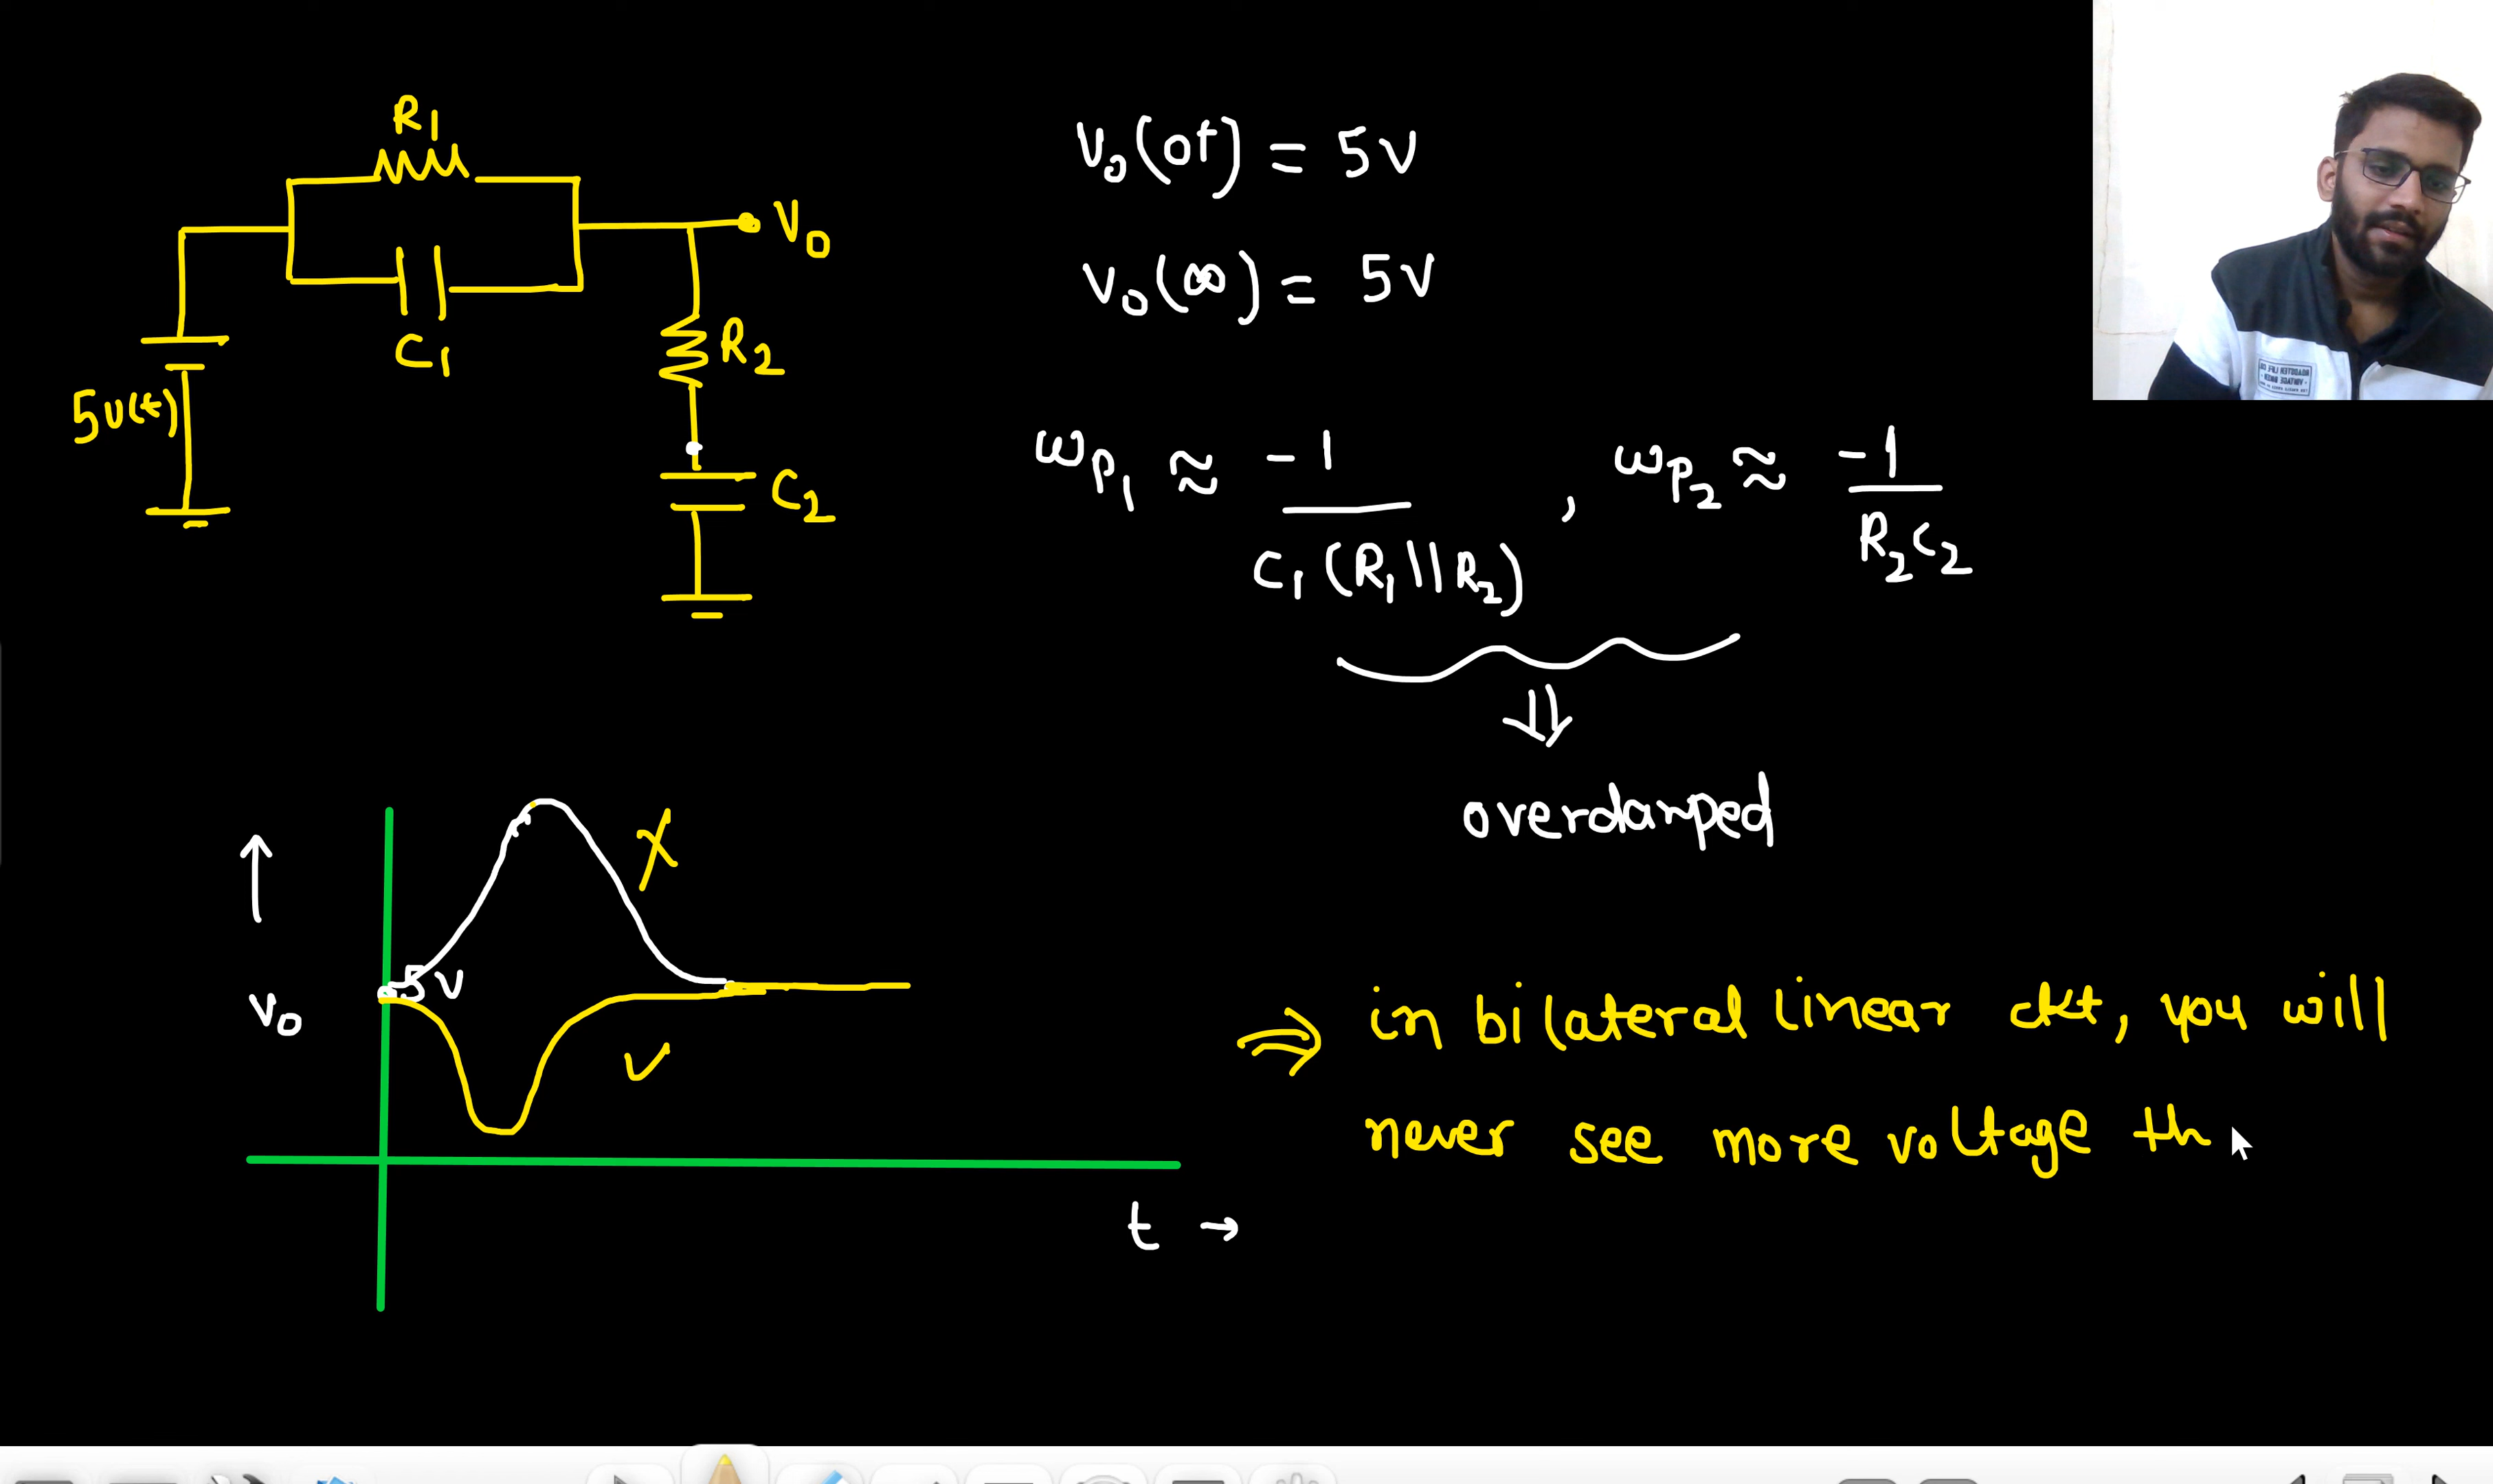 R1
C1
5u(t)
Vo
R2
C2
Vo(0+) = 5V
Vo(∞) = 5V
ωp1 ≈ -1/C1(R1||R2) , ωp2 ≈ -1/R2C2
⇓
overdamped
↑
Vo
5V
X
✓
t →
⇒ in bilateral linear ckt, you will
never see more voltage th